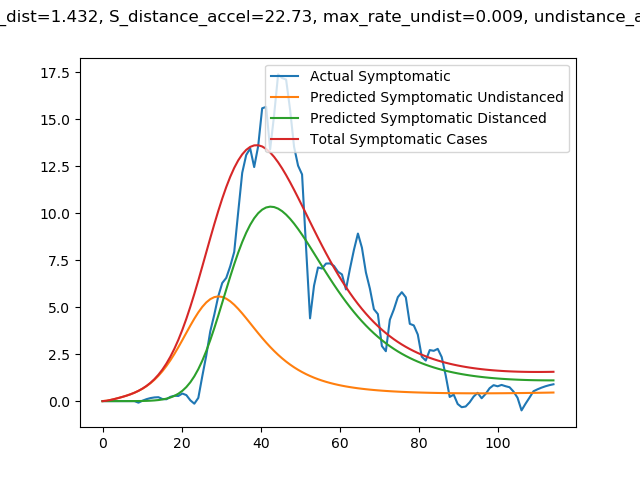 _dist=1.432, S_distance_accel=22.73, max_rate_undist=0.009, undistance_a
Actual Symptomatic
Predicted Symptomatic Undistanced
Predicted Symptomatic Distanced
Total Symptomatic Cases
17.5
15.0
12.5
10.0
7.5
5.0
2.5
0.0
0 20 40 60 80 100